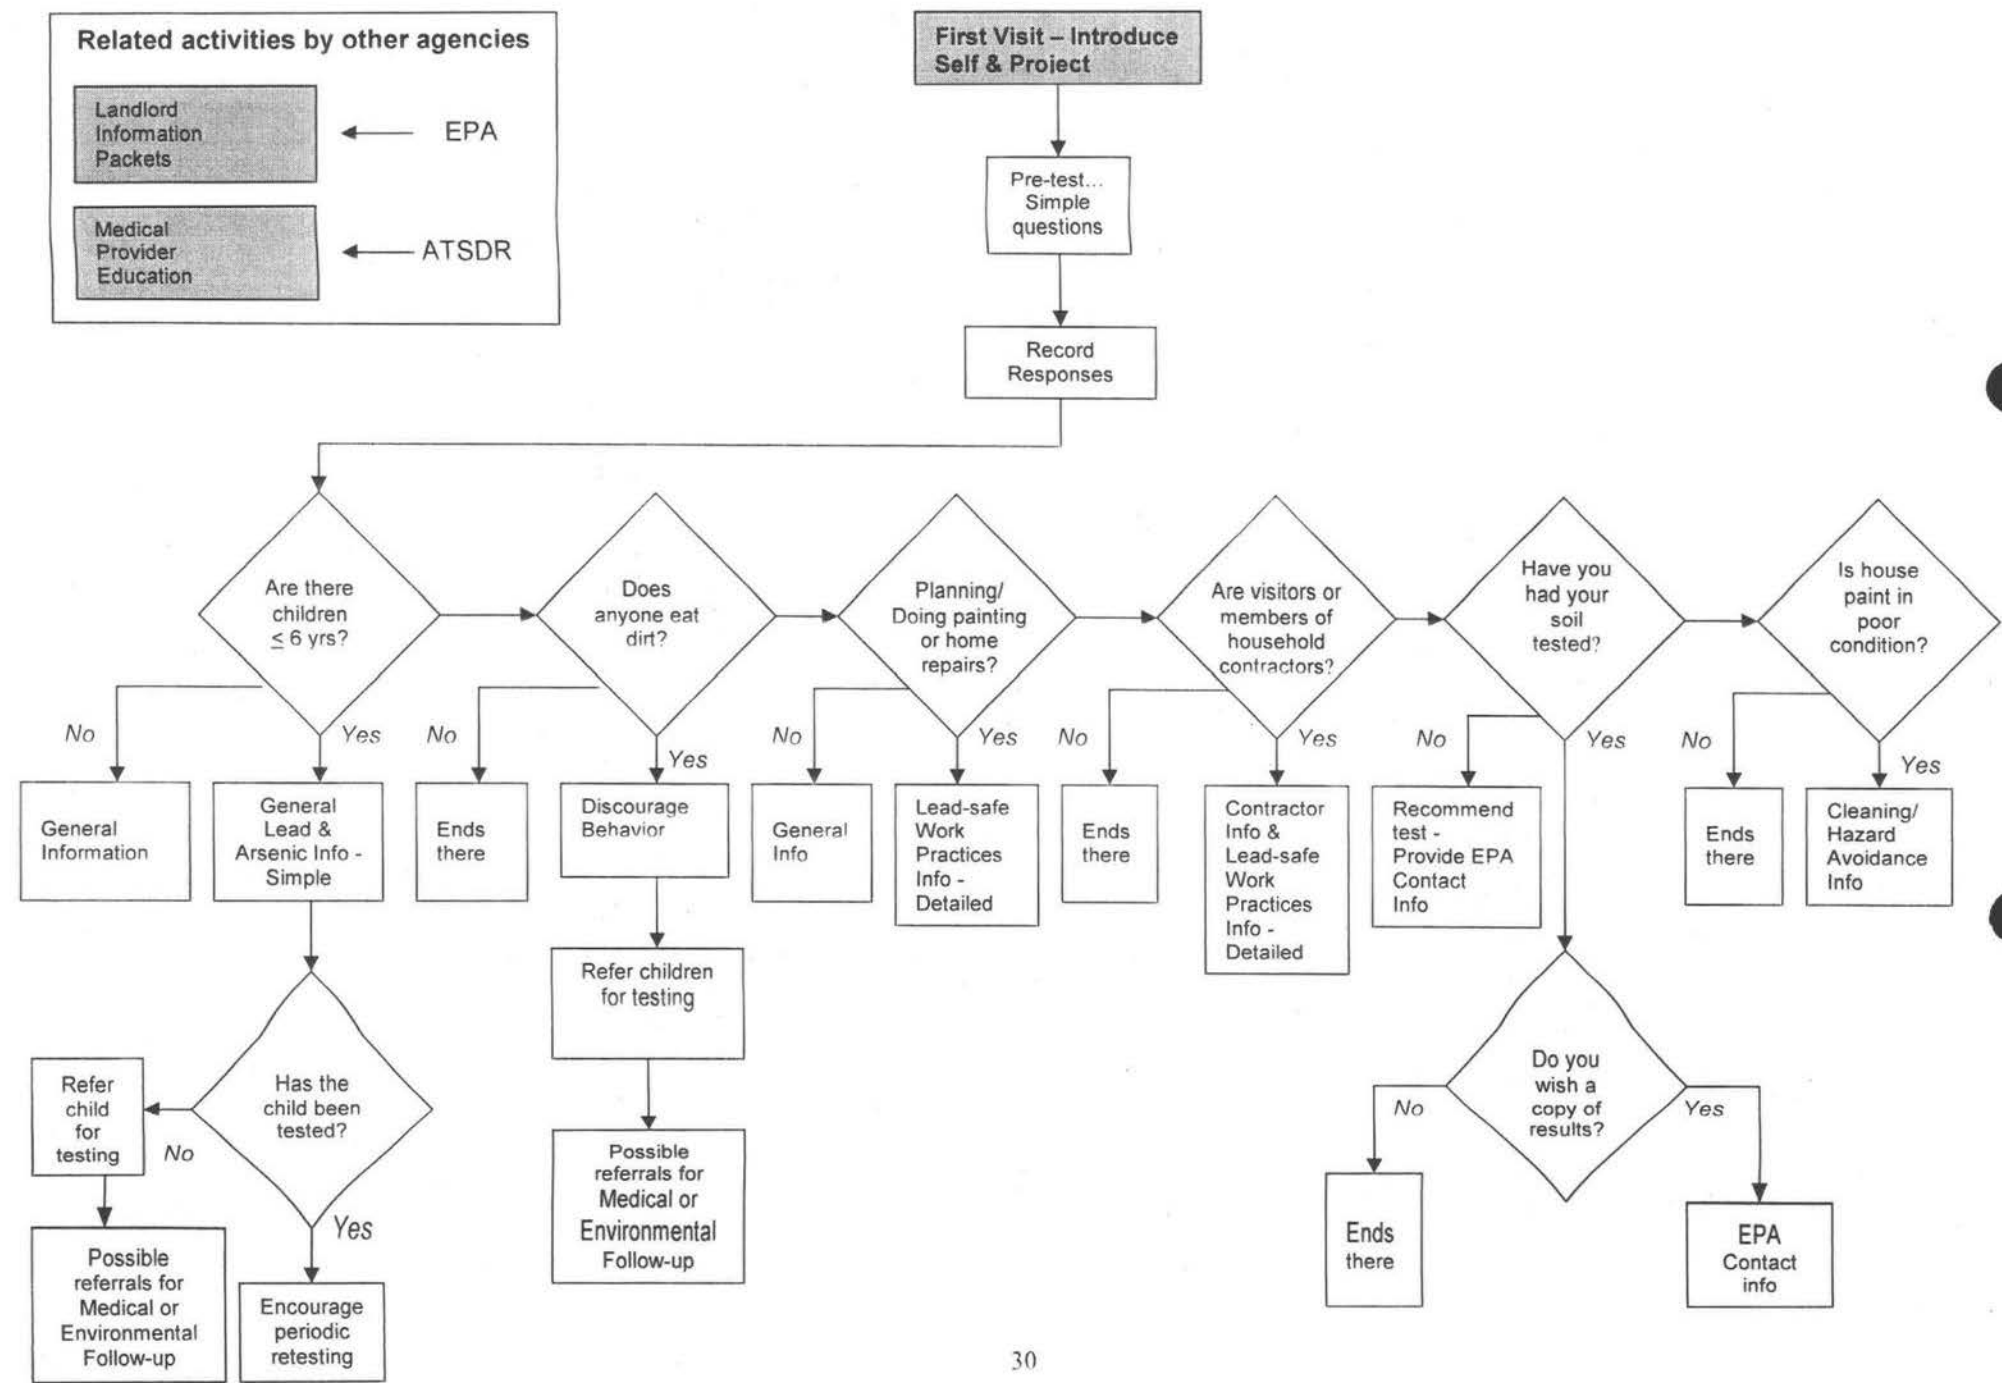 Related activities by other agencies
Landlord
Information
Packets
EPA
Medical
Provider
Education
ATSDR
First Visit – Introduce
Self & Project
Pre-test...
Simple
questions
Record
Responses
Are there
children
≤ 6 yrs?
Does
anyone eat
dirt?
Planning/
Doing painting
or home
repairs?
Are visitors or
members of
household
contractors?
Have you
had your
soil
tested?
Is house
paint in
poor
condition?
No
Yes
No
Yes
No
Yes
No
Yes
No
Yes
No
Yes
General
Information
General
Lead &
Arsenic Info -
Simple
Ends
there
Discourage
Behavior
General
Info
Lead-safe
Work
Practices
Info -
Detailed
Ends
there
Contractor
Info &
Lead-safe
Work
Practices
Info -
Detailed
Recommend
test -
Provide EPA
Contact
Info
Ends
there
Cleaning/
Hazard
Avoidance
Info
Refer children
for testing
Refer
child
for
testing
No
Has the
child been
tested?
Yes
Possible
referrals for
Medical or
Environmental
Follow-up
Do you
wish a
copy of
results?
No
Yes
Possible
referrals for
Medical or
Environmental
Follow-up
Encourage
periodic
retesting
Ends
there
EPA
Contact
info
30